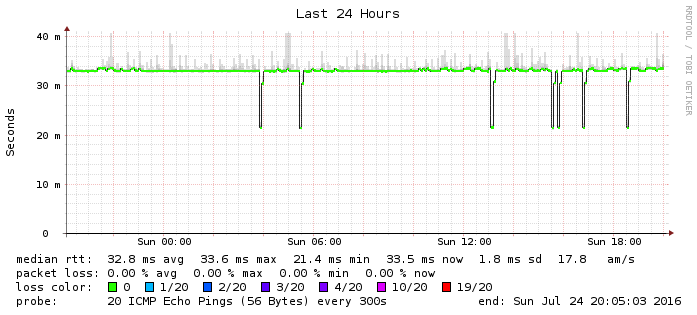 Last 24 Hours
RRDTOOL / TOBI OETIKER
Seconds
40 m
30 m
20 m
10 m
0
Sun 00:00 Sun 06:00 Sun 12:00 Sun 18:00
median rtt: 32.8 ms avg 33.6 ms max 21.4 ms min 33.5 ms now 1.8 ms sd 17.8 am/s
packet loss: 0.00 % avg 0.00 % max 0.00 % min 0.00 % now
loss color: 0 1/20 2/20 3/20 4/20 10/20 19/20
probe: 20 ICMP Echo Pings (56 Bytes) every 300s end: Sun Jul 24 20:05:03 2016